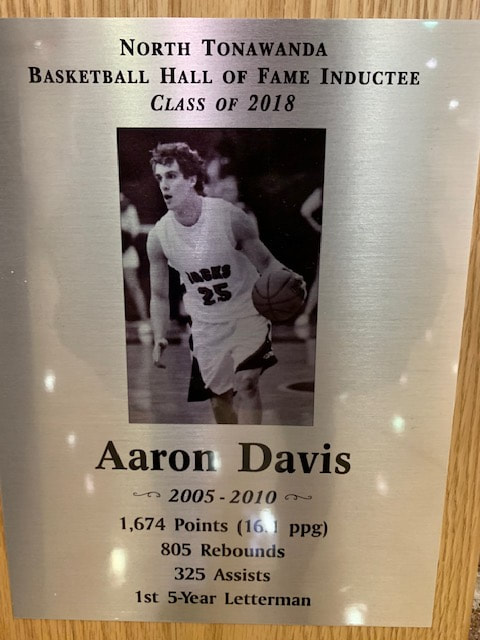 North Tonawanda
Basketball Hall of Fame Inductee
Class of 2018
JACKS
25
Aaron Davis
2005 - 2010
1,674 Points (16.1 ppg)
805 Rebounds
325 Assists
1st 5-Year Letterman